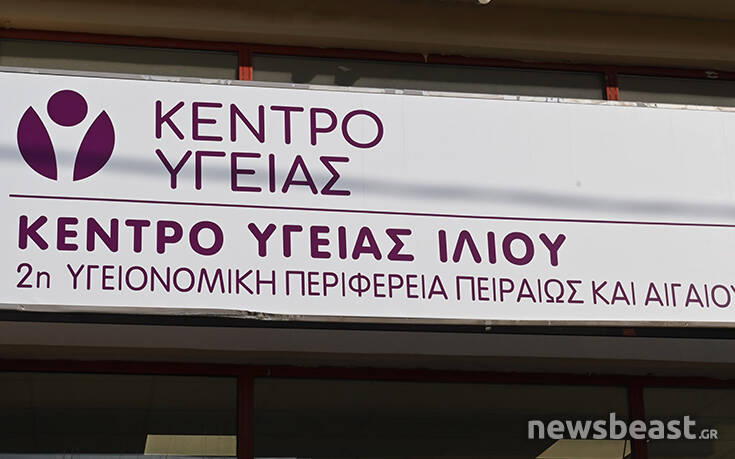 ΚΕΝΤΡΟ
ΥΓΕΙΑΣ
ΚΕΝΤΡΟ ΥΓΕΙΑΣ ΙΛΙΟΥ
2η ΥΓΕΙΟΝΟΜΙΚΗ ΠΕΡΙΦΕΡΕΙΑ ΠΕΙΡΑΙΩΣ ΚΑΙ ΑΙΓΑΙΟΥ
newsbeast.GR